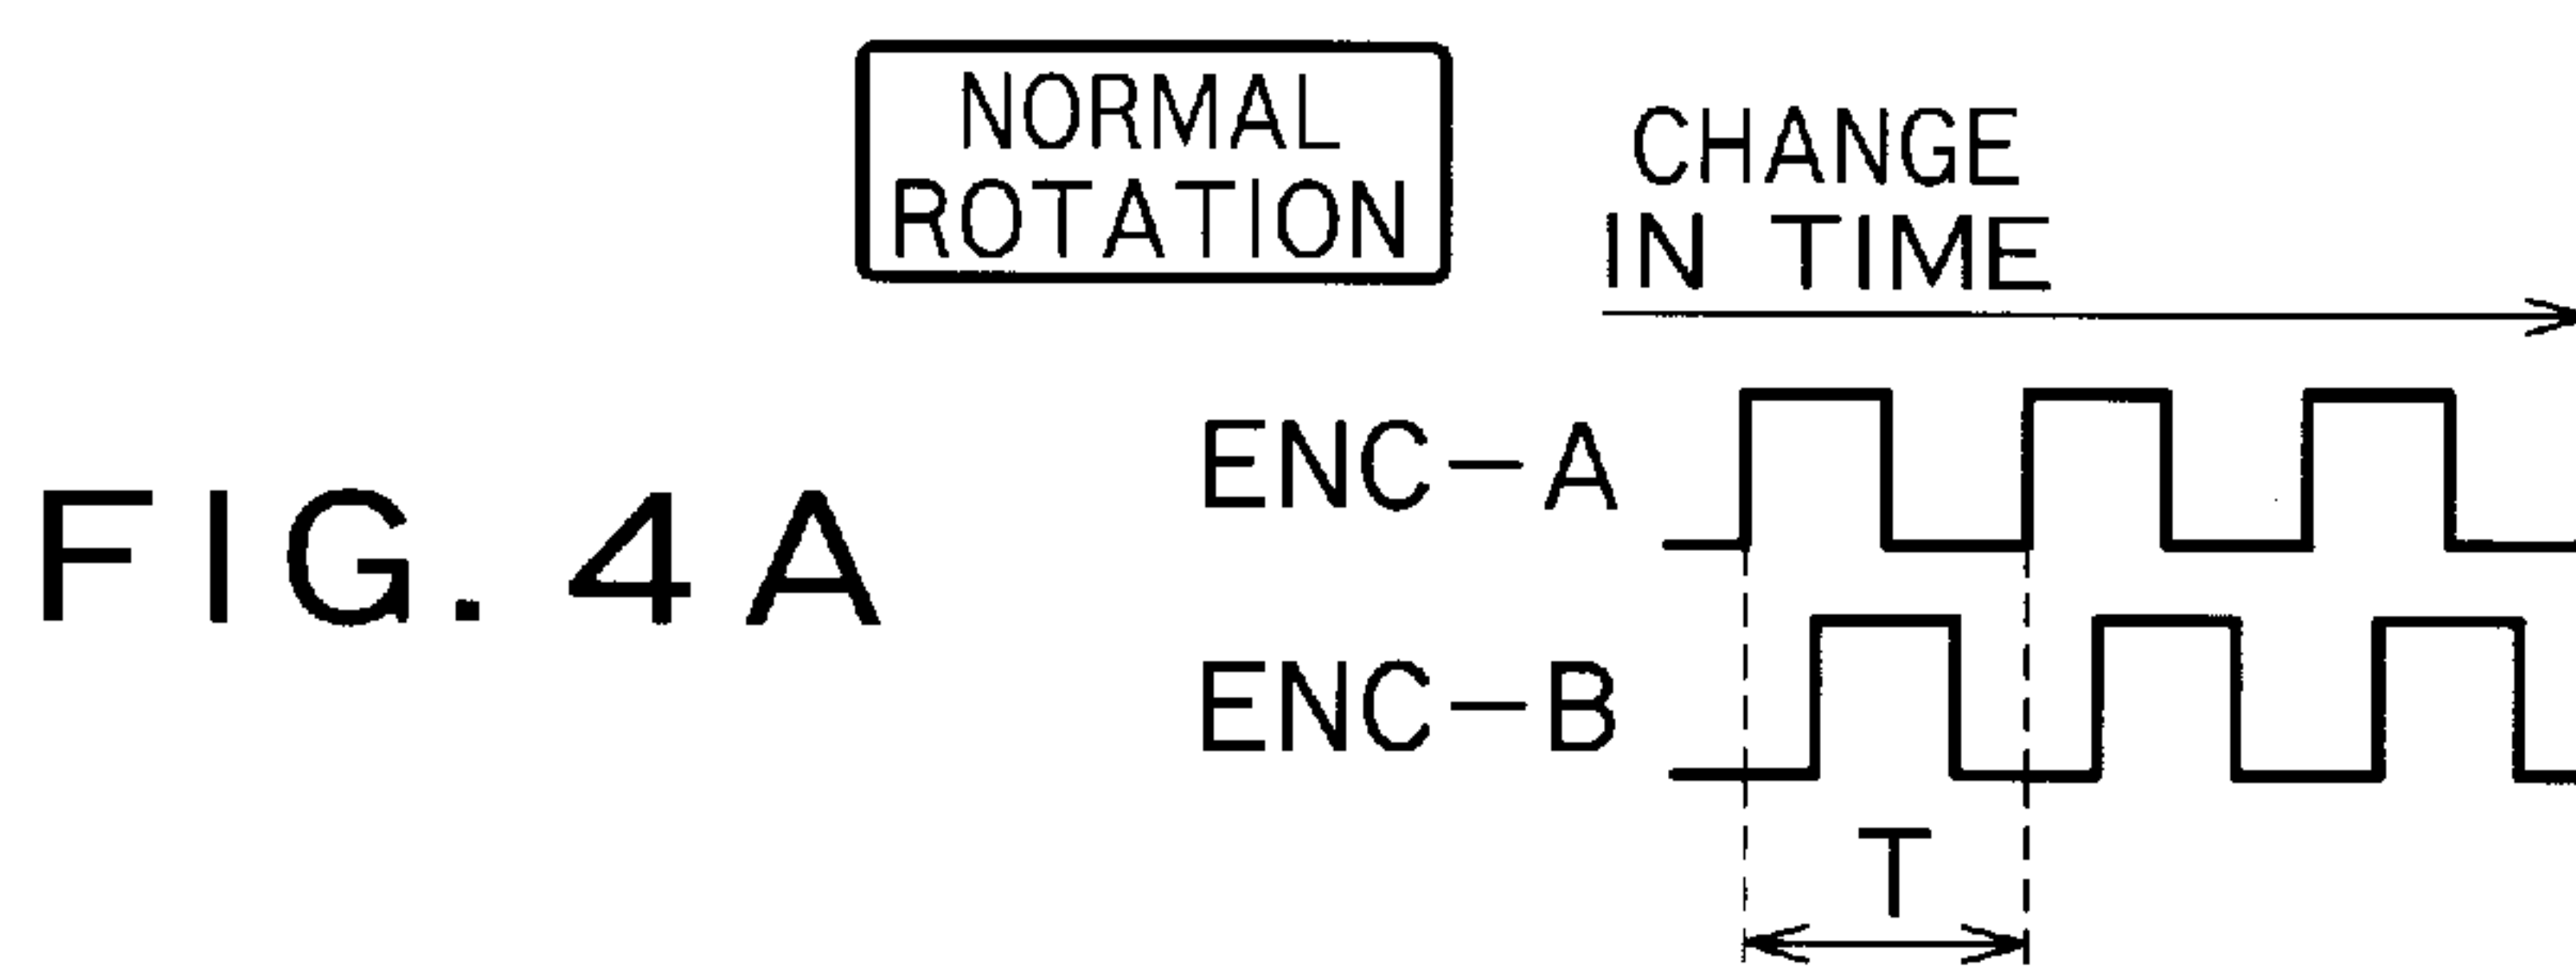 NORMAL
ROTATION
CHANGE
IN TIME
FIG. 4A
ENC-A
ENC-B
T